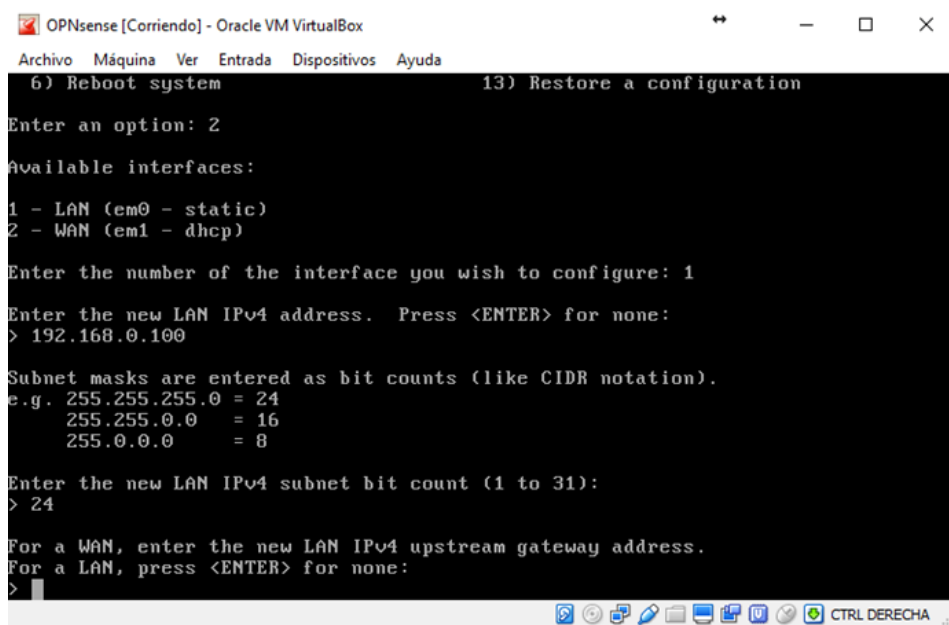 OPNsense [Corriendo] - Oracle VM VirtualBox
Archivo Máquina Ver Entrada Dispositivos Ayuda
6) Reboot system 13) Restore a configuration
Enter an option: 2
Available interfaces:
1 - LAN (em0 - static)
2 - WAN (em1 - dhcp)
Enter the number of the interface you wish to configure: 1
Enter the new LAN IPv4 address. Press <ENTER> for none:
> 192.168.0.100
Subnet masks are entered as bit counts (like CIDR notation).
e.g. 255.255.255.0 = 24
255.255.0.0 = 16
255.0.0.0 = 8
Enter the new LAN IPv4 subnet bit count (1 to 31):
> 24
For a WAN, enter the new LAN IPv4 upstream gateway address.
For a LAN, press <ENTER> for none:
>
CTRL DERECHA